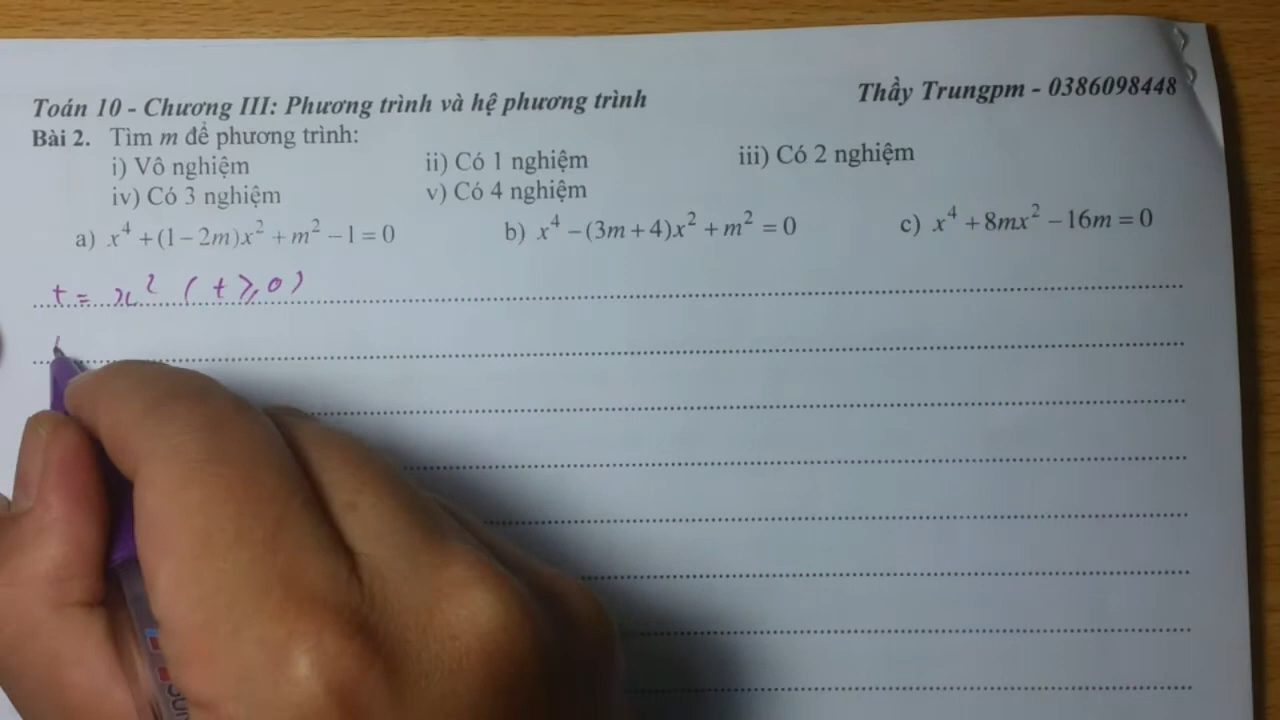 Toán 10 - Chương III: Phương trình và hệ phương trình Thầy Trungpm - 0386098448
Bài 2. Tìm m để phương trình:
i) Vô nghiệm ii) Có 1 nghiệm iii) Có 2 nghiệm
iv) Có 3 nghiệm v) Có 4 nghiệm
a) x⁴ + (1 − 2m)x² + m² − 1 = 0 b) x⁴ − (3m + 4)x² + m² = 0 c) x⁴ + 8mx² − 16m = 0
t = x² (t ⩾ 0)